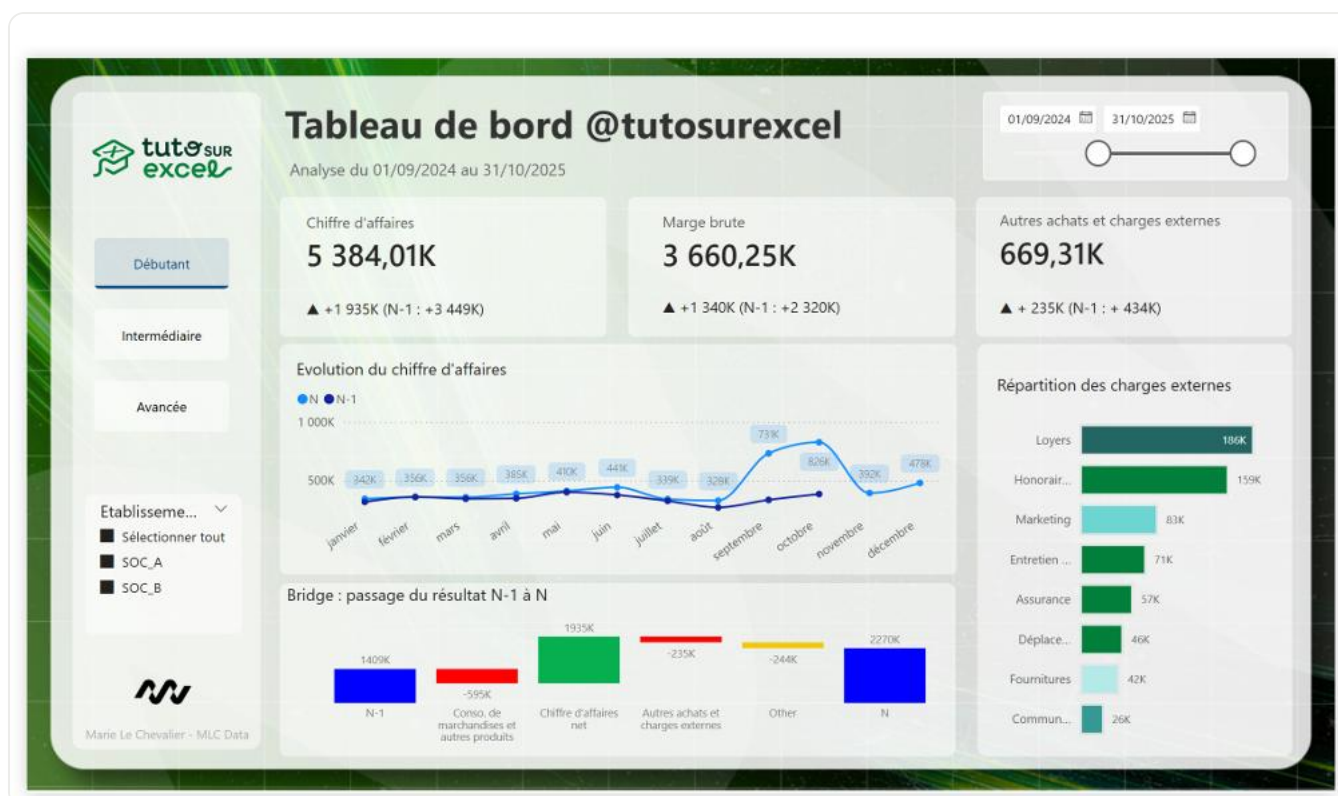 tuto SUR
excel
Tableau de bord @tutosurexcel
Analyse du 01/09/2024 au 31/10/2025
01/09/2024 31/10/2025
Débutant
Intermédiaire
Avancée
Etablisseme...
Sélectionner tout
SOC_A
SOC_B
Marie Le Chevalier - MLC Data
Chiffre d'affaires
5 384,01K
▲ +1 935K (N-1 : +3 449K)
Marge brute
3 660,25K
▲ +1 340K (N-1 : +2 320K)
Autres achats et charges externes
669,31K
▲ + 235K (N-1 : + 434K)
Evolution du chiffre d'affaires
N N-1
1 000K
500K
342K 356K 356K 385K 410K 441K 339K 328K 731K 826K 392K 478K
janvier février mars avril mai juin juillet août septembre octobre novembre décembre
Bridge : passage du résultat N-1 à N
1409K -595K 1935K -235K -244K 2270K
N-1
Conso. de
marchandises et
autres produits
Chiffre d'affaires
net
Autres achats et
charges externes
Other
N
Répartition des charges externes
Loyers 186K
Honorair... 159K
Marketing 83K
Entretien ... 71K
Assurance 57K
Déplace... 46K
Fournitures 42K
Commun... 26K